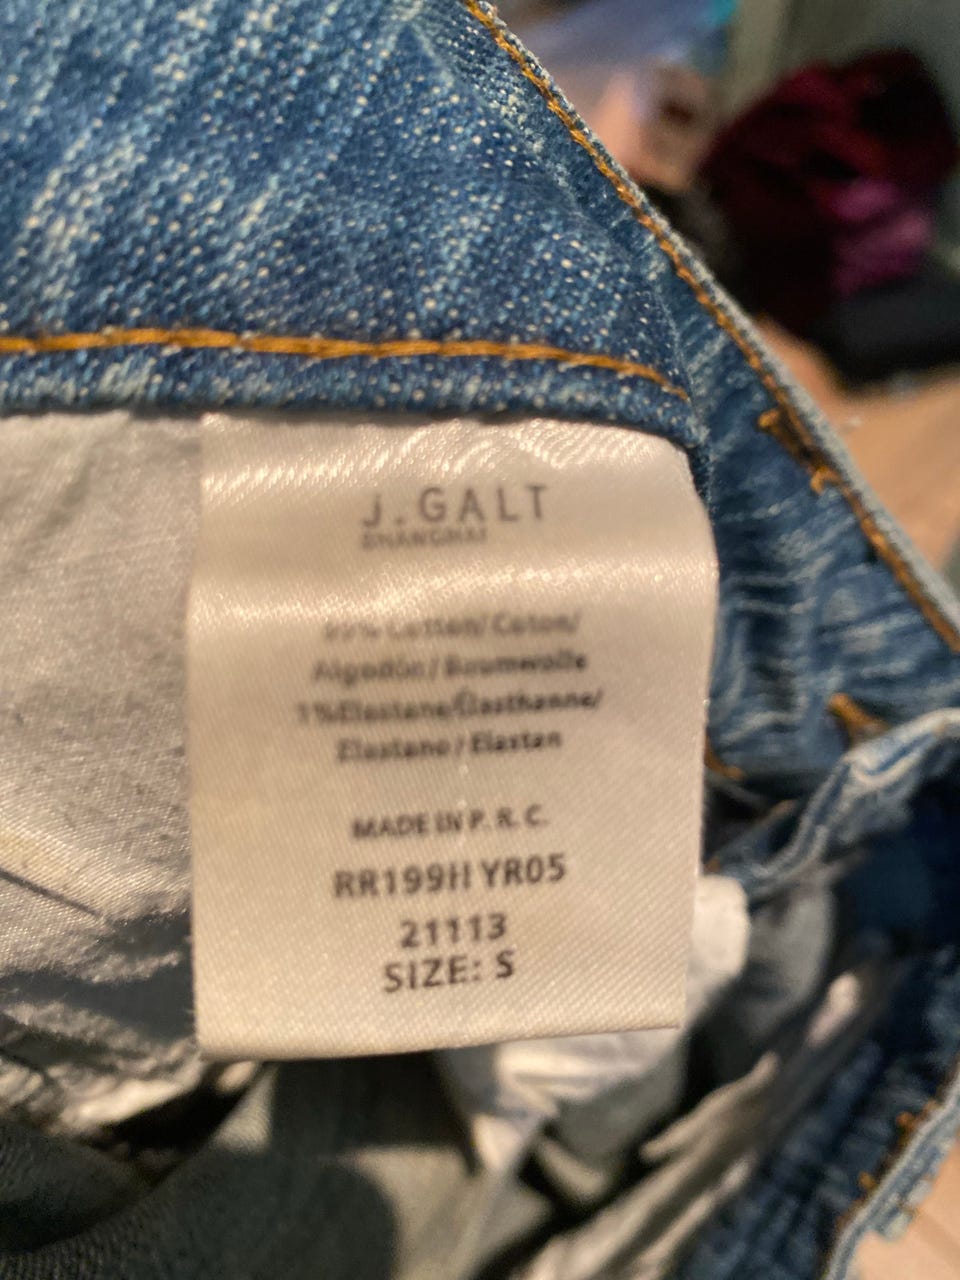 J.GALT
SHANGHAI
99% Cotton/Coton/
Algodón/Baumwolle
1%Elastane/Élasthanne/
Elastano/Elastan
MADE IN P. R. C.
RR199H YR05
21113
SIZE: S